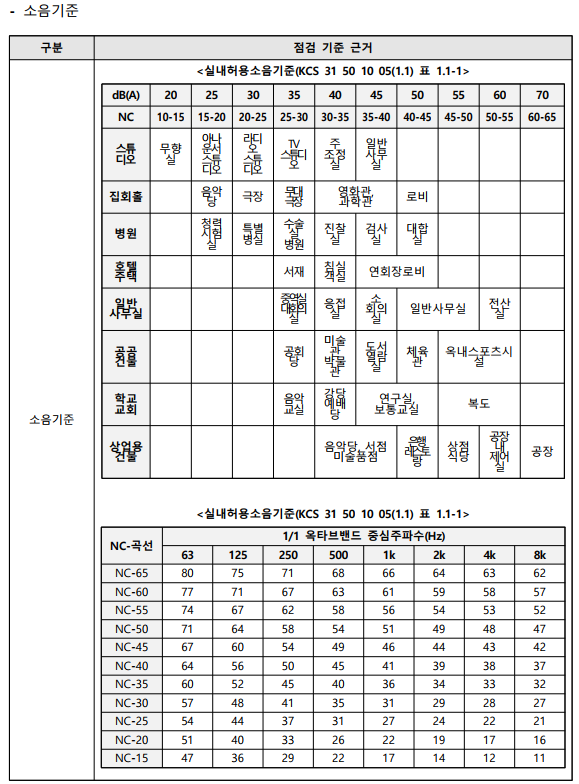 - 소음기준
구분 점검 기준 근거
소음기준
<실내허용소음기준(KCS 31 50 10 05(1.1) 표 1.1-1>
dB(A) 20 25 30 35 40 45 50 55 60 70
NC 10-15 15-20 20-25 25-30 30-35 35-40 40-45 45-50 50-55 60-65
스튜디오 무향실 아나운서스튜디오 라디오스튜디오 TV스튜디오 주조정실 일반사무실
집회홀 음악당 극장 무대극장 영화관,과학관 로비
병원 청력시험실 특별병실 수술실병원 진찰실 검사실 대합실
호텔주택 서재 침실객실 연회장로비
일반사무실 중역실대회의실 응접실 소회의실 일반사무실 전산실
공공건물 공회당 미술관박물관 도서열람실 체육관 옥내스포츠시설
학교교회 음악교실 강당예배당 연구실,보통교실 복도
상업용건물 음악당, 서점미술품점 은행레스토랑 상점식당 공장내제어실 공장
<실내허용소음기준(KCS 31 50 10 05(1.1) 표 1.1-1>
NC-곡선 1/1 옥타브밴드 중심주파수(Hz)
63 125 250 500 1k 2k 4k 8k
NC-65 80 75 71 68 66 64 63 62
NC-60 77 71 67 63 61 59 58 57
NC-55 74 67 62 58 56 54 53 52
NC-50 71 64 58 54 51 49 48 47
NC-45 67 60 54 49 46 44 43 42
NC-40 64 56 50 45 41 39 38 37
NC-35 60 52 45 40 36 34 33 32
NC-30 57 48 41 35 31 29 28 27
NC-25 54 44 37 31 27 24 22 21
NC-20 51 40 33 26 22 19 17 16
NC-15 47 36 29 22 17 14 12 11